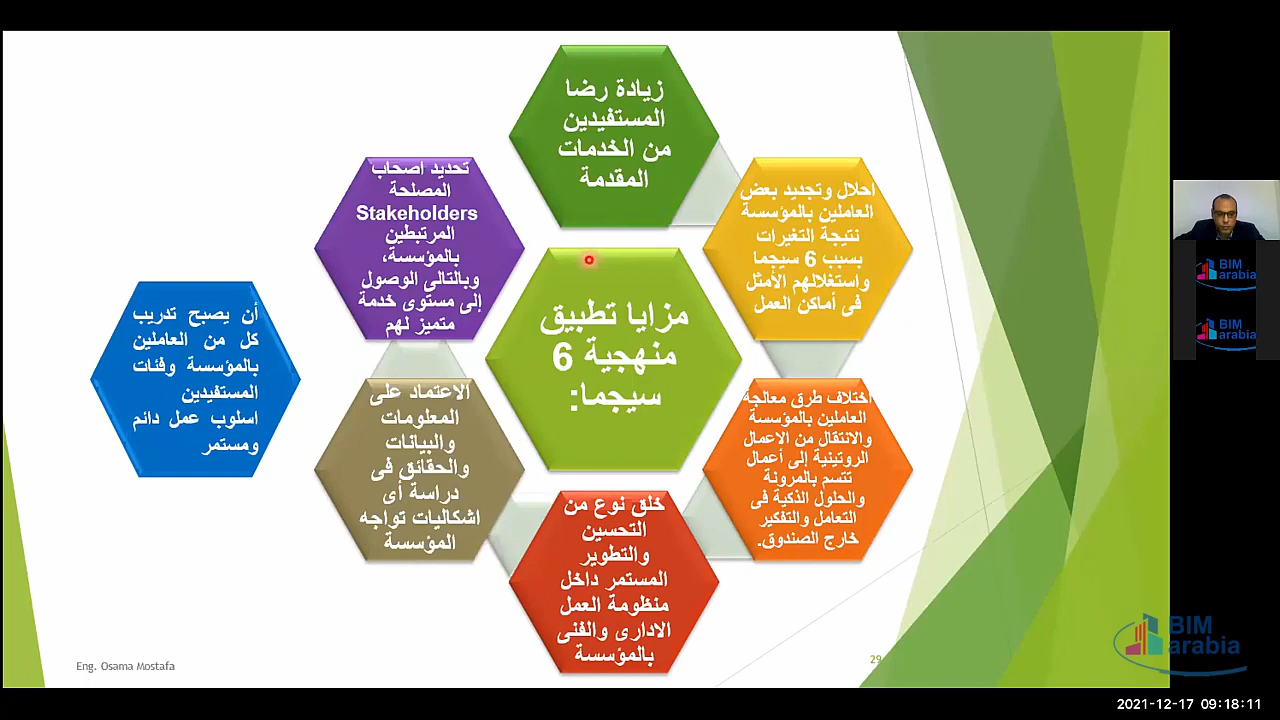 زيادة رضا
المستفيدين
من الخدمات
المقدمة
احلال وتجديد بعض
العاملين بالمؤسسة
نتيجة التغيرات
بسبب 6 سيجما
واستغلالهم الأمثل
فى أماكن العمل
اختلاف طرق معالجة
العاملين بالمؤسسة
والانتقال من الاعمال
الروتينية إلى أعمال
تتسم بالمرونة
والحلول الذكية فى
التعامل والتفكير
خارج الصندوق.
خلق نوع من
التحسين
والتطوير
المستمر داخل
منظومة العمل
الادارى والفنى
بالمؤسسة
الاعتماد على
المعلومات
والبيانات
والحقائق فى
دراسة أى
اشكاليات تواجه
المؤسسة
تحديد اصحاب
المصلحة
Stakeholders
المرتبطين
بالمؤسسة،
وبالتالى الوصول
إلى مستوى خدمة
متميز لهم
مزايا تطبيق
منهجية 6
سيجما:
أن يصبح تدريب
كل من العاملين
بالمؤسسة وفئات
المستفيدين
اسلوب عمل دائم
ومستمر
Eng. Osama Mostafa
29
BIM
arabia
BIM
arabia
BIM
arabia
2021-12-17 09:18:11